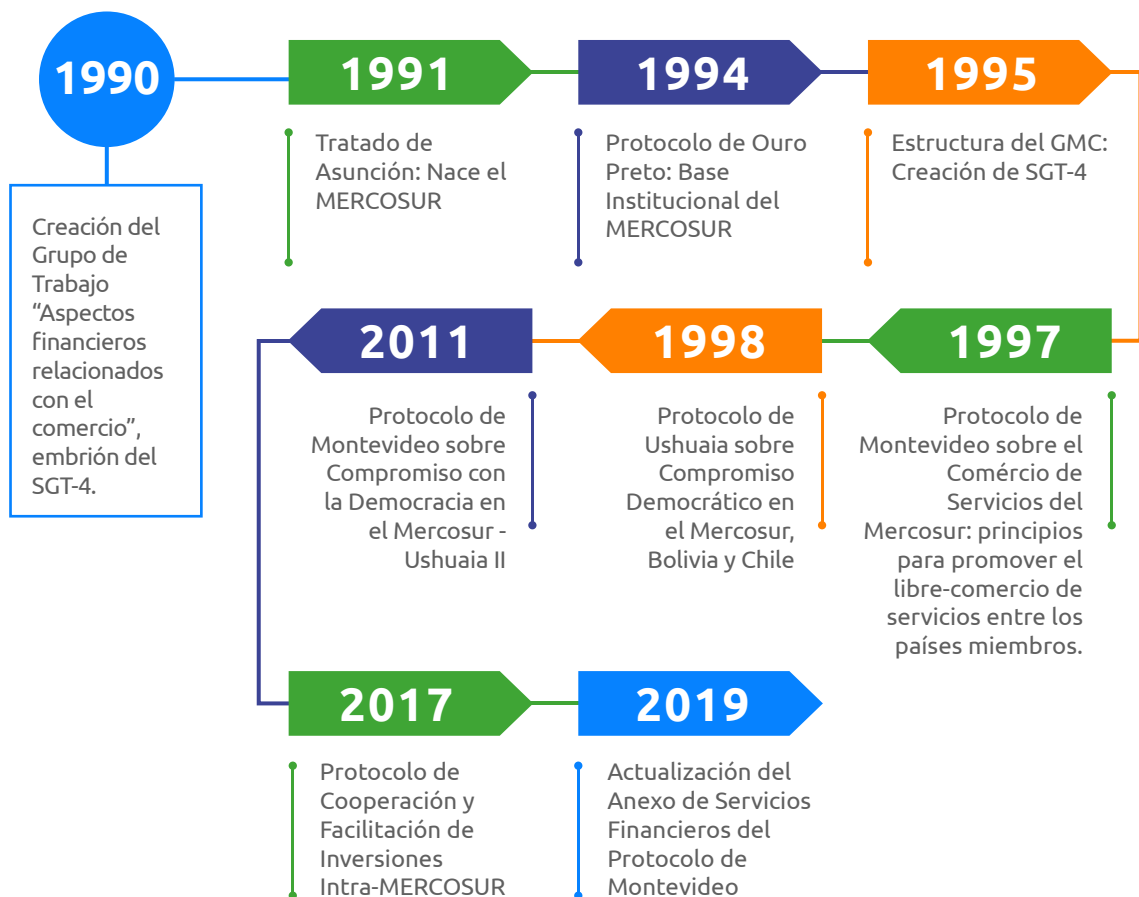 1990
Creación del
Grupo de
Trabajo
“Aspectos
financieros
relacionados
con el
comercio”,
embrión del
SGT-4.
1991
Tratado de
Asunción: Nace el
MERCOSUR
1994
Protocolo de Ouro
Preto: Base
Institucional del
MERCOSUR
1995
Estructura del GMC:
Creación de SGT-4
1997
Protocolo de
Montevideo sobre el
Comércio de
Servicios del
Mercosur: principios
para promover el
libre-comercio de
servicios entre los
países miembros.
1998
Protocolo de
Ushuaia sobre
Compromiso
Democrático en
el Mercosur,
Bolivia y Chile
2011
Protocolo de
Montevideo sobre
Compromiso con
la Democracia en
el Mercosur -
Ushuaia II
2017
Protocolo de
Cooperación y
Facilitación de
Inversiones
Intra-MERCOSUR
2019
Actualización del
Anexo de Servicios
Financieros del
Protocolo de
Montevideo